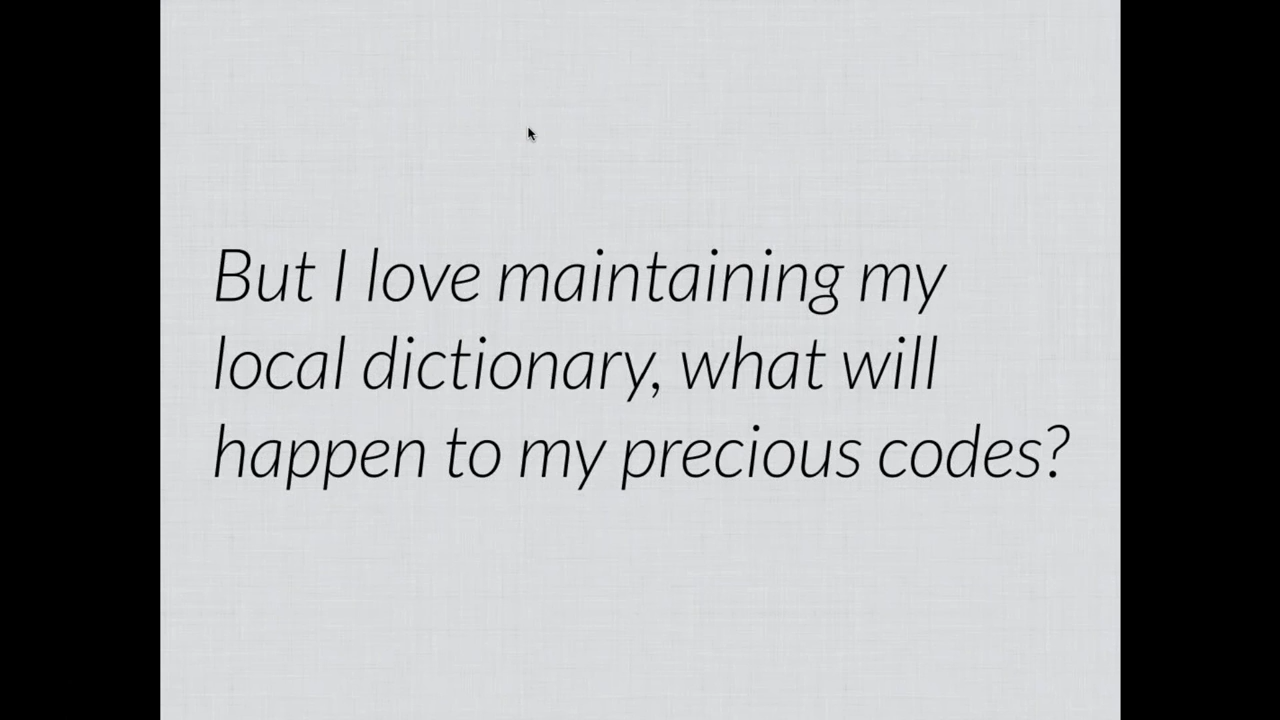 But I love maintaining my
local dictionary, what will
happen to my precious codes?